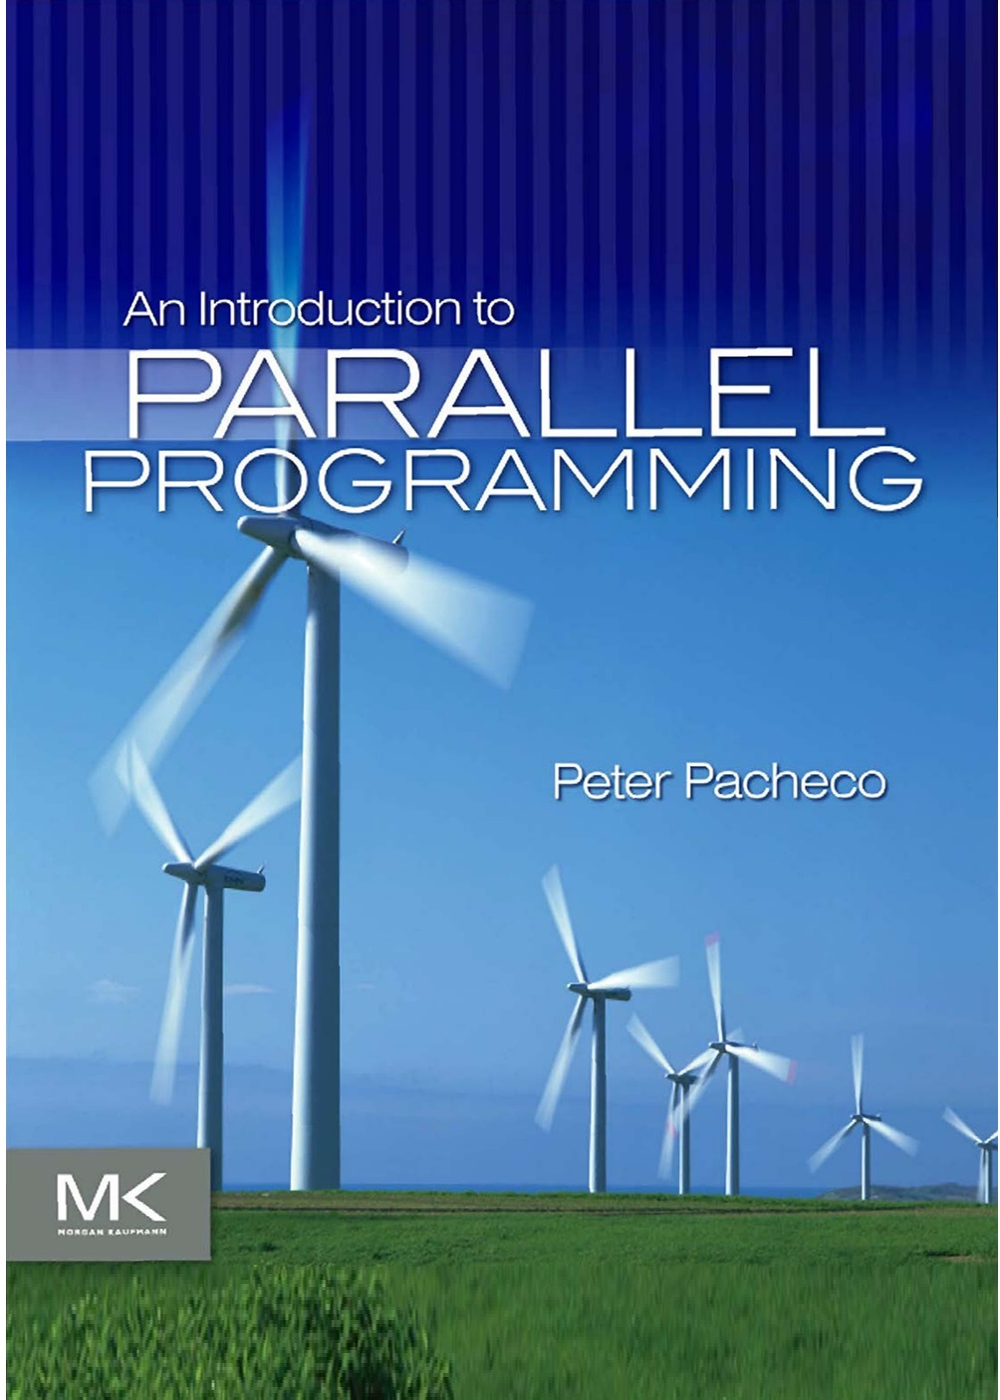 An Introduction to
PARALLEL
PROGRAMMING
Peter Pacheco
MK
MORGAN KAUFMANN